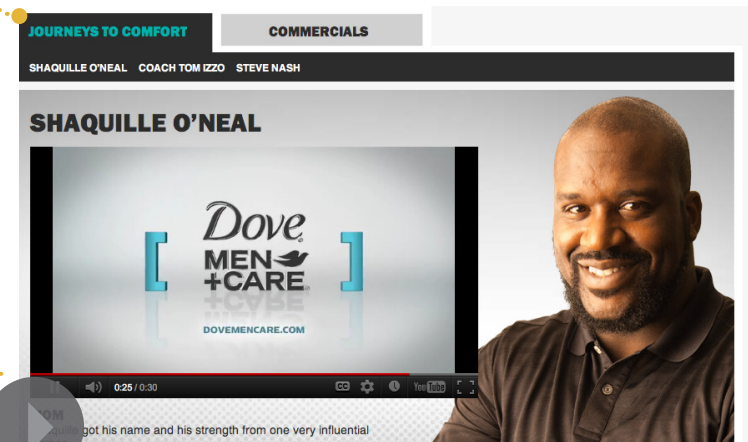 JOURNEYS TO COMFORT
COMMERCIALS
SHAQUILLE O'NEAL COACH TOM IZZO STEVE NASH
SHAQUILLE O'NEAL
Dove
MEN
+CARE
DOVEMENCARE.COM
0:25 / 0:30
CC
YouTube
got his name and his strength from one very influential